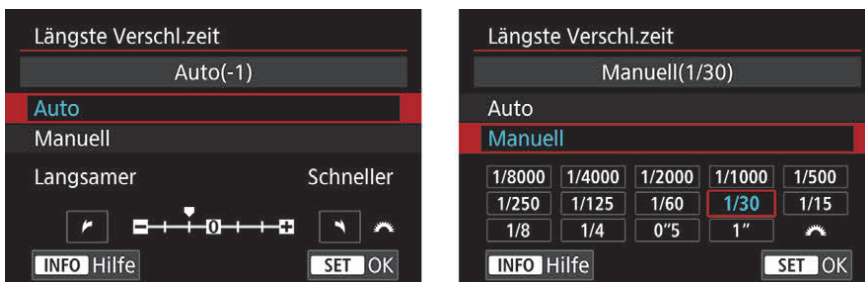 Längste Verschl.zeit
Auto(-1)
Auto
Manuell
Langsamer Schneller
0
INFO Hilfe SET OK
Längste Verschl.zeit
Manuell(1/30)
Auto
Manuell
1/8000 1/4000 1/2000 1/1000 1/500
1/250 1/125 1/60 1/30 1/15
1/8 1/4 0"5 1"
INFO Hilfe SET OK